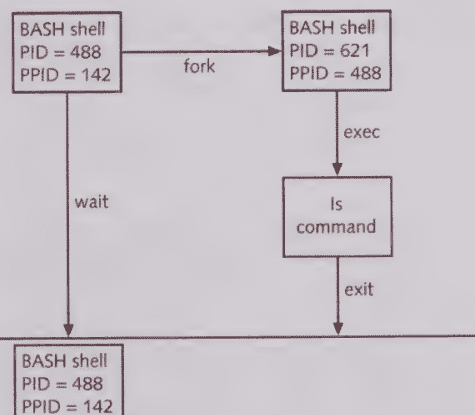 BASH shell
PID = 488
PPID = 142
fork
BASH shell
PID = 621
PPID = 488
exec
wait
ls
command
exit
BASH shell
PID = 488
PPID = 142